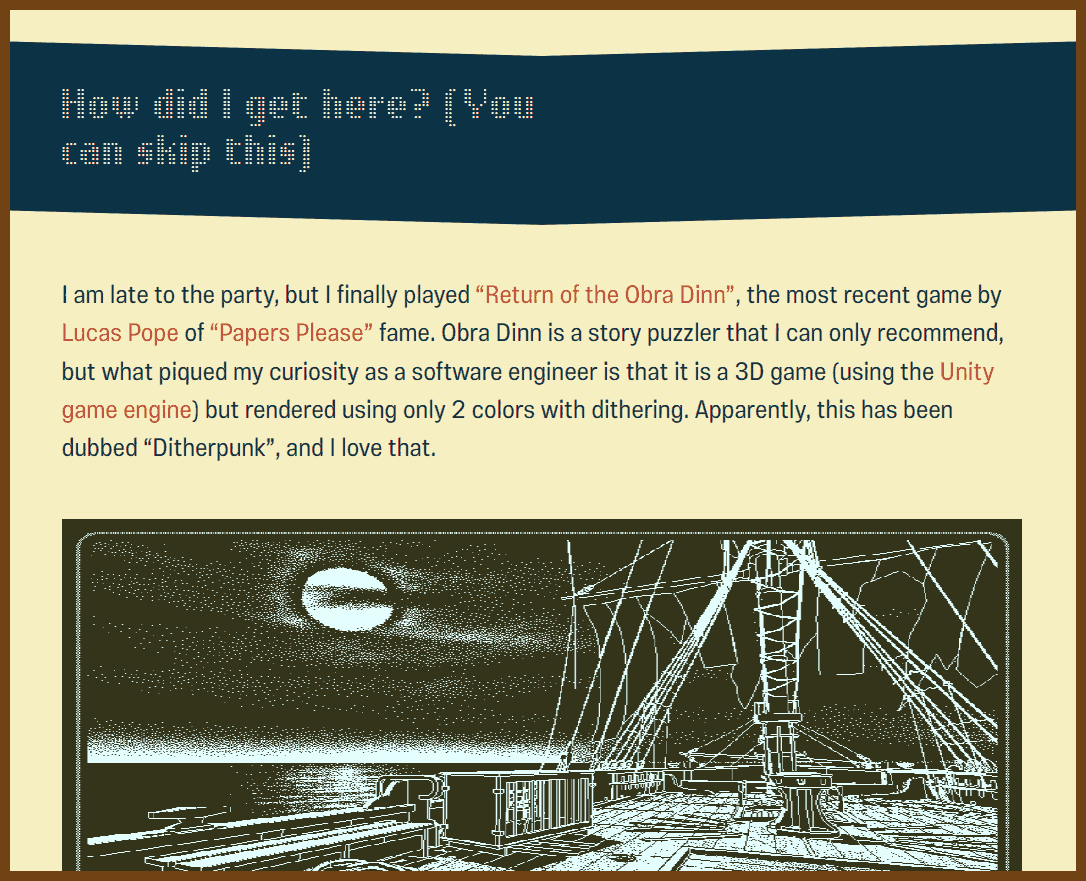 How did I get here? (You
can skip this)
I am late to the party, but I finally played “Return of the Obra Dinn”, the most recent game by
Lucas Pope of “Papers Please” fame. Obra Dinn is a story puzzler that I can only recommend,
but what piqued my curiosity as a software engineer is that it is a 3D game (using the Unity
game engine) but rendered using only 2 colors with dithering. Apparently, this has been
dubbed “Ditherpunk”, and I love that.